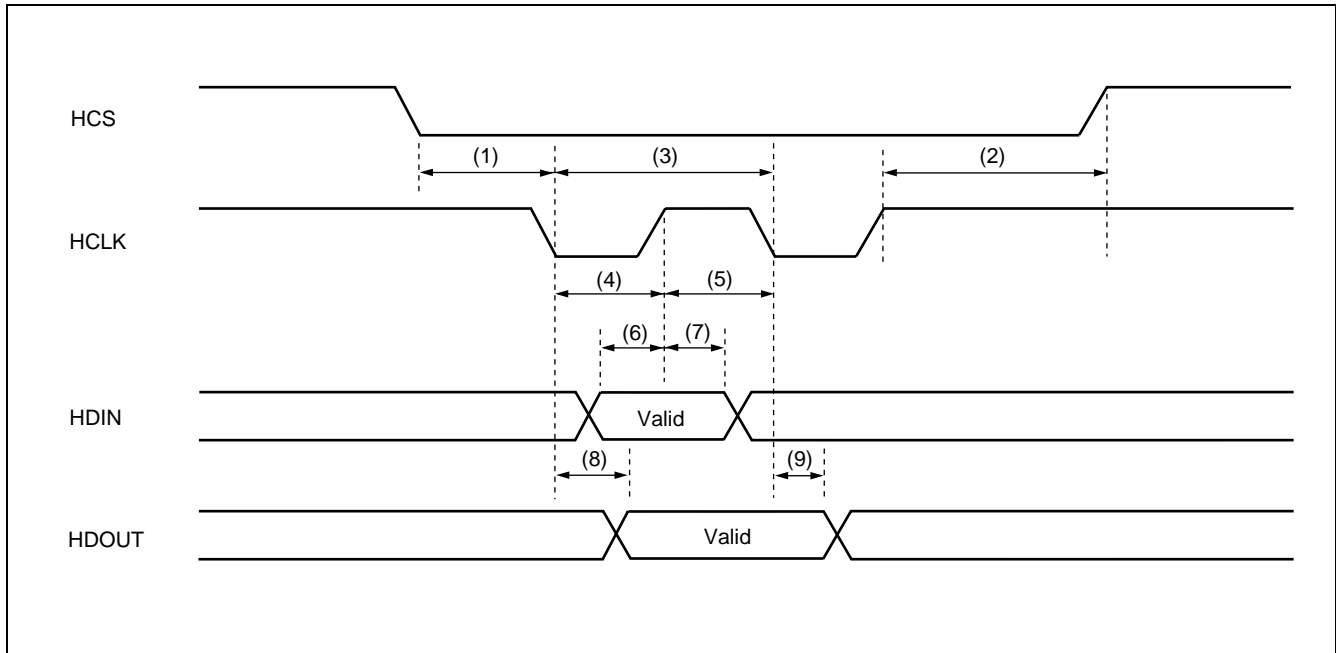 HCS
(1)
(3)
(2)
HCLK
(4)
(5)
(6)
(7)
HDIN
Valid
(8)
(9)
HDOUT
Valid